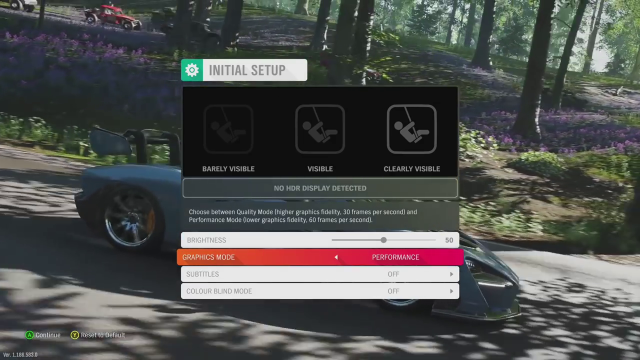 INITIAL SETUP
BARELY VISIBLE
VISIBLE
CLEARLY VISIBLE
NO HDR DISPLAY DETECTED
Choose between Quality Mode (higher graphics fidelity, 30 frames per second) and
Performance Mode (lower graphics fidelity, 60 frames per second).
BRIGHTNESS 50
GRAPHICS MODE PERFORMANCE
SUBTITLES OFF
COLOUR BLIND MODE OFF
A Continue Y Reset to Default